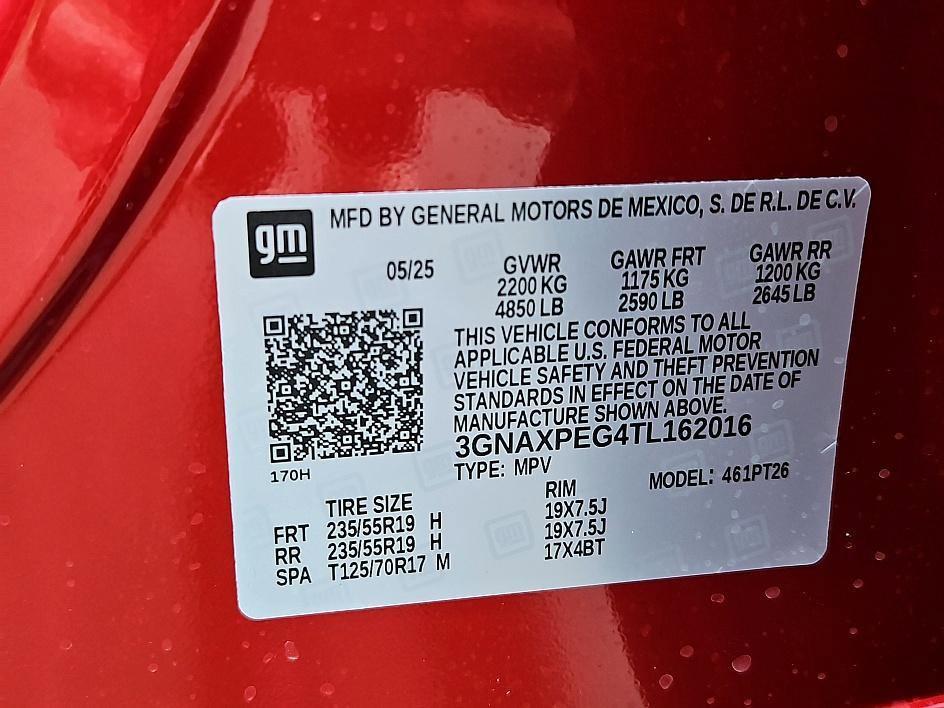 gm
MFD BY GENERAL MOTORS DE MEXICO, S. DE R.L. DE C.V.
05/25
GVWR
2200 KG
4850 LB
GAWR FRT
1175 KG
2590 LB
GAWR RR
1200 KG
2645 LB
THIS VEHICLE CONFORMS TO ALL
APPLICABLE U.S. FEDERAL MOTOR
VEHICLE SAFETY AND THEFT PREVENTION
STANDARDS IN EFFECT ON THE DATE OF
MANUFACTURE SHOWN ABOVE.
3GNAXPEG4TL162016
170H
TYPE: MPV
MODEL: 461PT26
TIRE SIZE
RIM
FRT 235/55R19 H 19X7.5J
RR 235/55R19 H 19X7.5J
SPA T125/70R17 M 17X4BT